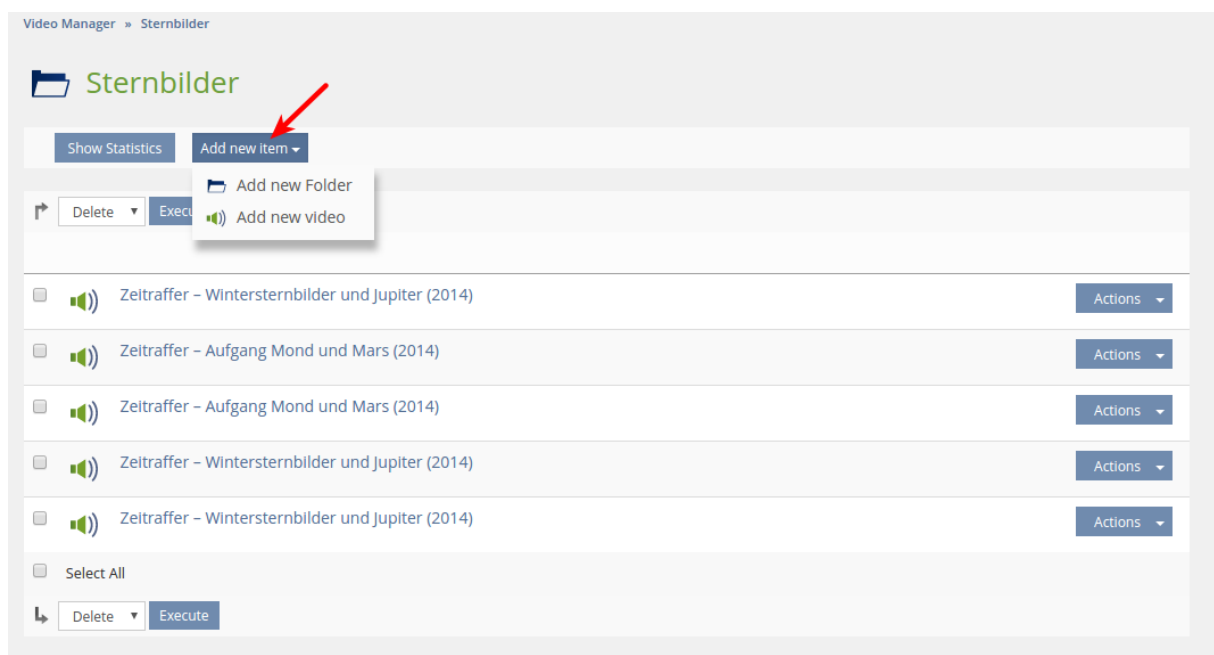 Video Manager » Sternbilder
Sternbilder
Show Statistics Add new item
Add new Folder
Add new video
Delete
Zeitraffer – Wintersternbilder und Jupiter (2014) Actions
Zeitraffer – Aufgang Mond und Mars (2014) Actions
Zeitraffer – Aufgang Mond und Mars (2014) Actions
Zeitraffer – Wintersternbilder und Jupiter (2014) Actions
Zeitraffer – Wintersternbilder und Jupiter (2014) Actions
Select All
Delete Execute